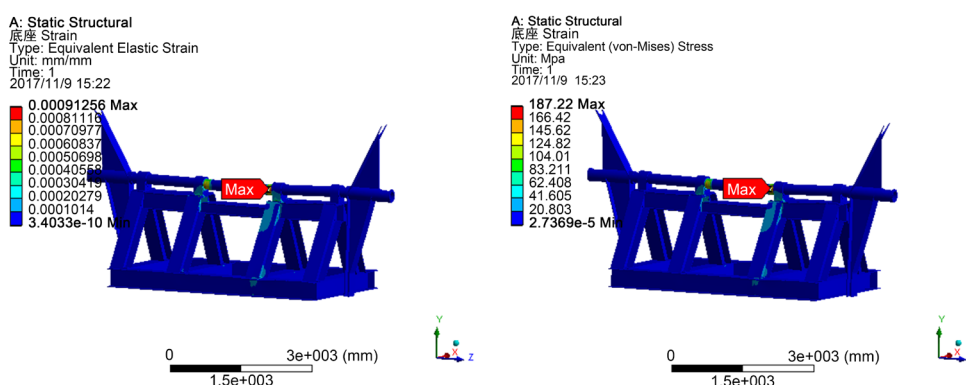 A: Static Structural
底座 Strain
Type: Equivalent Elastic Strain
Unit: mm/mm
Time: 1
2017/11/9 15:22
0.00091256 Max
0.00081116
0.00070977
0.00060837
0.00050698
0.00040558
0.00030419
0.00020279
0.0001014
3.4033e-10 Min
Max
0
3e+003 (mm)
1.5e+003
Y
X
Z
A: Static Structural
底座 Strain
Type: Equivalent (von-Mises) Stress
Unit: Mpa
Time: 1
2017/11/9 15:23
187.22 Max
166.42
145.62
124.82
104.01
83.211
62.408
41.605
20.803
2.7369e-5 Min
Max
0
3e+003 (mm)
1.5e+003
Y
X
Z